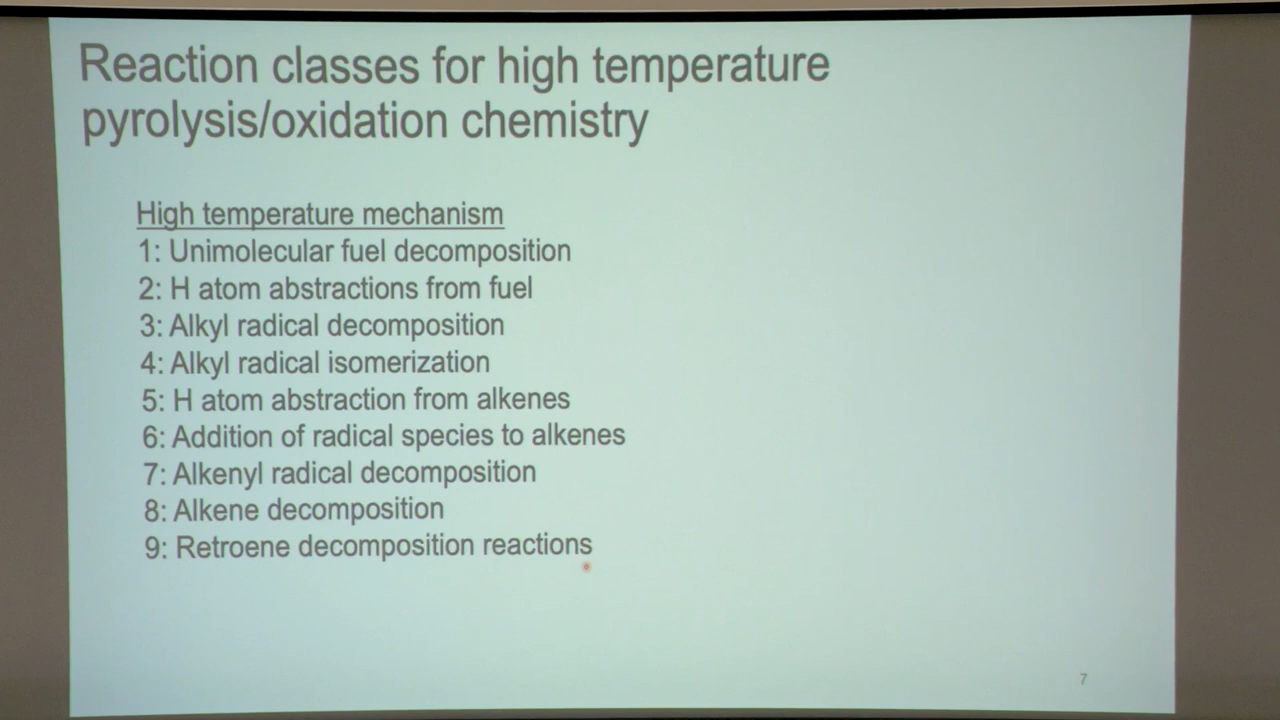 Reaction classes for high temperature
pyrolysis/oxidation chemistry
High temperature mechanism
1: Unimolecular fuel decomposition
2: H atom abstractions from fuel
3: Alkyl radical decomposition
4: Alkyl radical isomerization
5: H atom abstraction from alkenes
6: Addition of radical species to alkenes
7: Alkenyl radical decomposition
8: Alkene decomposition
9: Retroene decomposition reactions
7